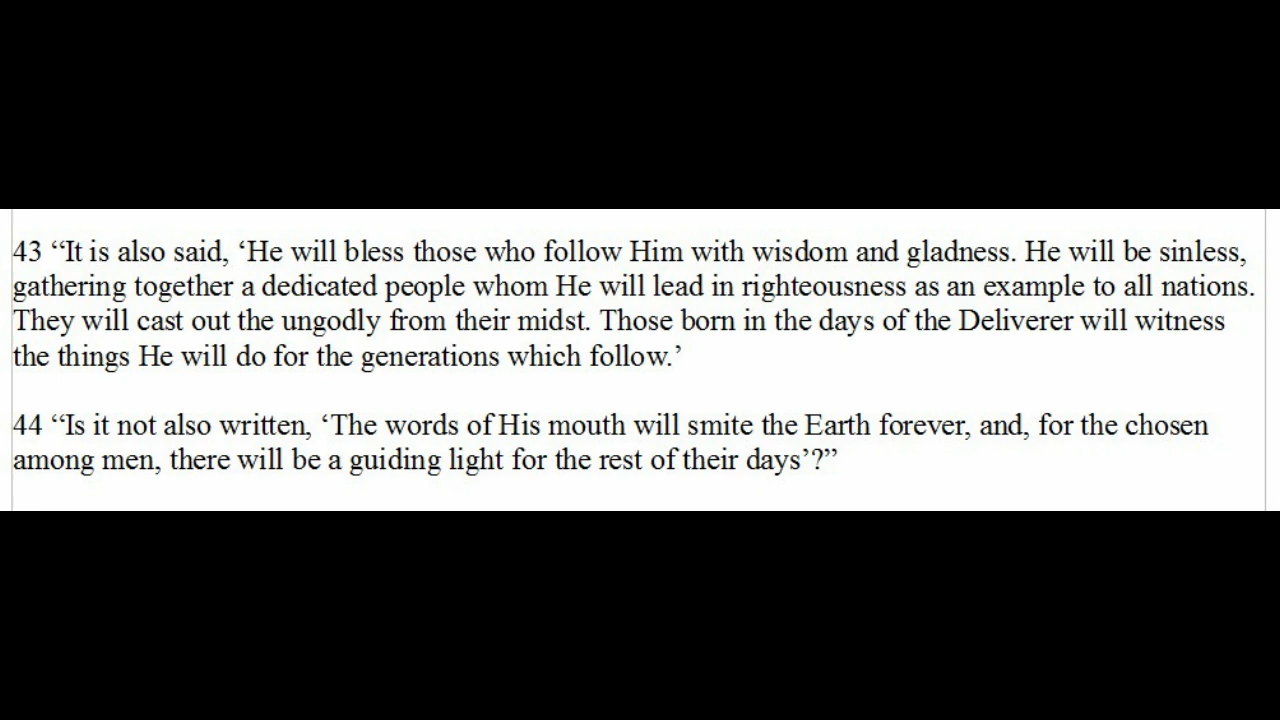 43 “It is also said, ‘He will bless those who follow Him with wisdom and gladness. He will be sinless,
gathering together a dedicated people whom He will lead in righteousness as an example to all nations.
They will cast out the ungodly from their midst. Those born in the days of the Deliverer will witness
the things He will do for the generations which follow.’
44 “Is it not also written, ‘The words of His mouth will smite the Earth forever, and, for the chosen
among men, there will be a guiding light for the rest of their days’?”